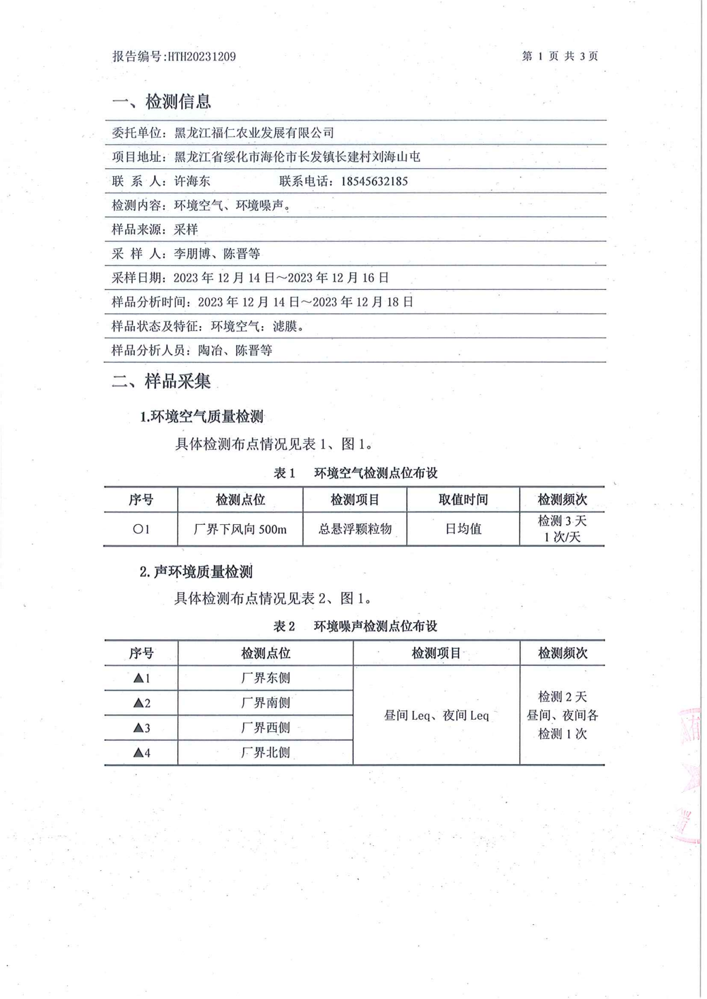 报告编号:HTH20231209
第 1 页 共 3 页
一、检测信息
委托单位：黑龙江福仁农业发展有限公司
项目地址：黑龙江省绥化市海伦市长发镇长建村刘海山屯
联 系 人：许海东 联系电话：18545632185
检测内容：环境空气、环境噪声。
样品来源：采样
采 样 人：李朋博、陈晋等
采样日期：2023 年 12 月 14 日～2023 年 12 月 16 日
样品分析时间：2023 年 12 月 14 日～2023 年 12 月 18 日
样品状态及特征：环境空气：滤膜。
样品分析人员：陶冶、陈晋等
二、样品采集
1.环境空气质量检测
具体检测布点情况见表 1、图 1。
表 1 环境空气检测点位布设
序号 检测点位 检测项目 取值时间 检测频次
○1 厂界下风向 500m 总悬浮颗粒物 日均值 检测 3 天
1 次/天
2. 声环境质量检测
具体检测布点情况见表 2、图 1。
表 2 环境噪声检测点位布设
序号 检测点位 检测项目 检测频次
▲1 厂界东侧
▲2 厂界南侧
▲3 厂界西侧
▲4 厂界北侧
昼间 Leq、夜间 Leq
检测 2 天
昼间、夜间各
检测 1 次
有